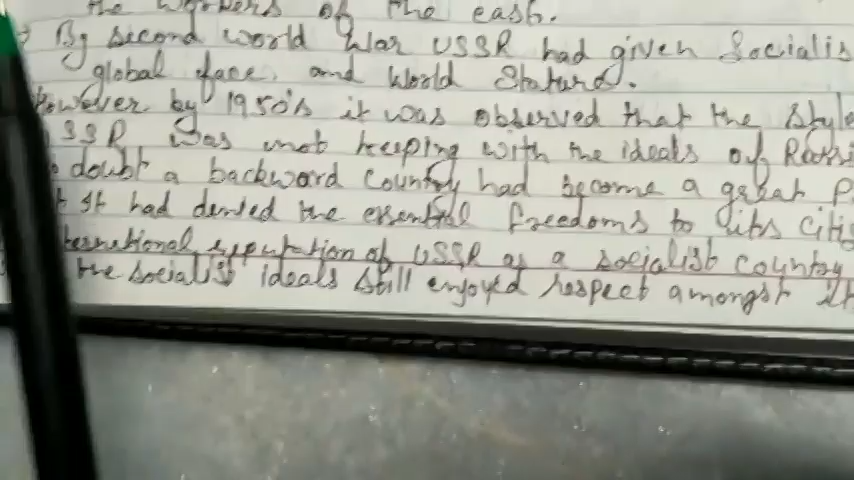 the workers of the east.
By second world War USSR had given Socialis
global face, and World Stature.
However by 1950's it was observed that the style
SSR was not keeping with the ideals of Russi
doubt a backward Country had become a great P
it had denied the essential freedoms to its citi
ternational reputation of USSR as a socialist country
the socialist ideals still enjoyed respect amongst it